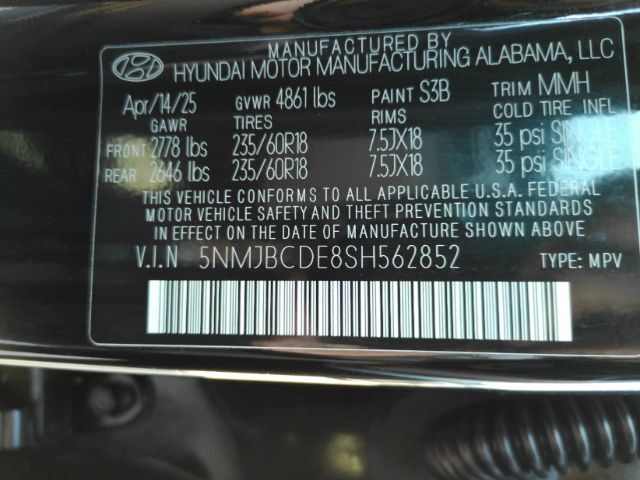 MANUFACTURED BY
HYUNDAI MOTOR MANUFACTURING ALABAMA, LLC
Apr/14/25 GVWR 4861 lbs PAINT S3B TRIM MMH
GAWR TIRES RIMS COLD TIRE INFL
FRONT 2778 lbs 235/60R18 7.5JX18 35 psi SINGLE
REAR 2646 lbs 235/60R18 7.5JX18 35 psi SINGLE
THIS VEHICLE CONFORMS TO ALL APPLICABLE U.S.A. FEDERAL
MOTOR VEHICLE SAFETY AND THEFT PREVENTION STANDARDS
IN EFFECT ON THE DATE OF MANUFACTURE SHOWN ABOVE
V.I.N 5NMJBCDE8SH562852 TYPE: MPV